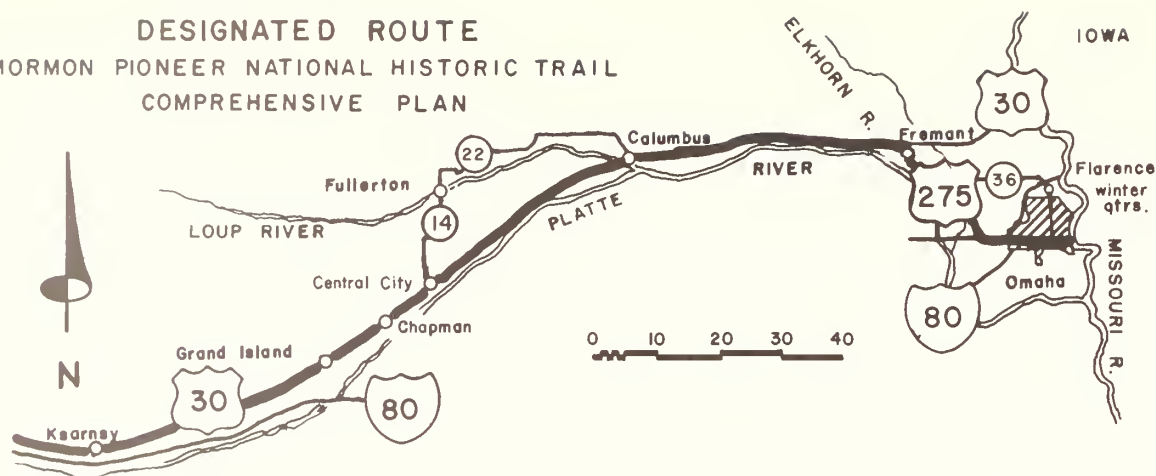 DESIGNATED ROUTE
MORMON PIONEER NATIONAL HISTORIC TRAIL
COMPREHENSIVE PLAN
IOWA
ELKHORN R.
30
Calumbus
Fremant
22
RIVER
36
Flarence
winter
qtrs.
Fullerton
275
14
PLATTE
LOUP RIVER
MISSOURI R.
Central City
Omaha
80
Chapman
0 10 20 30 40
Grand Island
N
30
80
Kearney